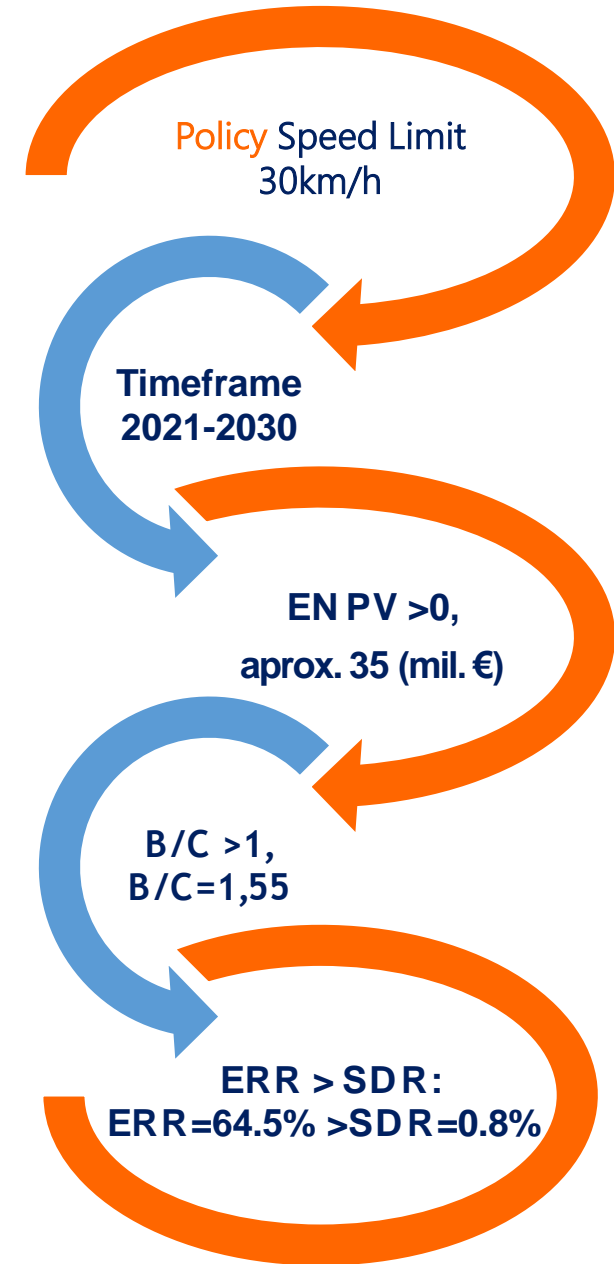 Policy Speed Limit
30km/h
Timeframe
2021-2030
EN PV >0,
aprox. 35 (mil. €)
B/C >1,
B/C=1,55
ERR > SDR:
ERR=64.5% >SDR=0.8%